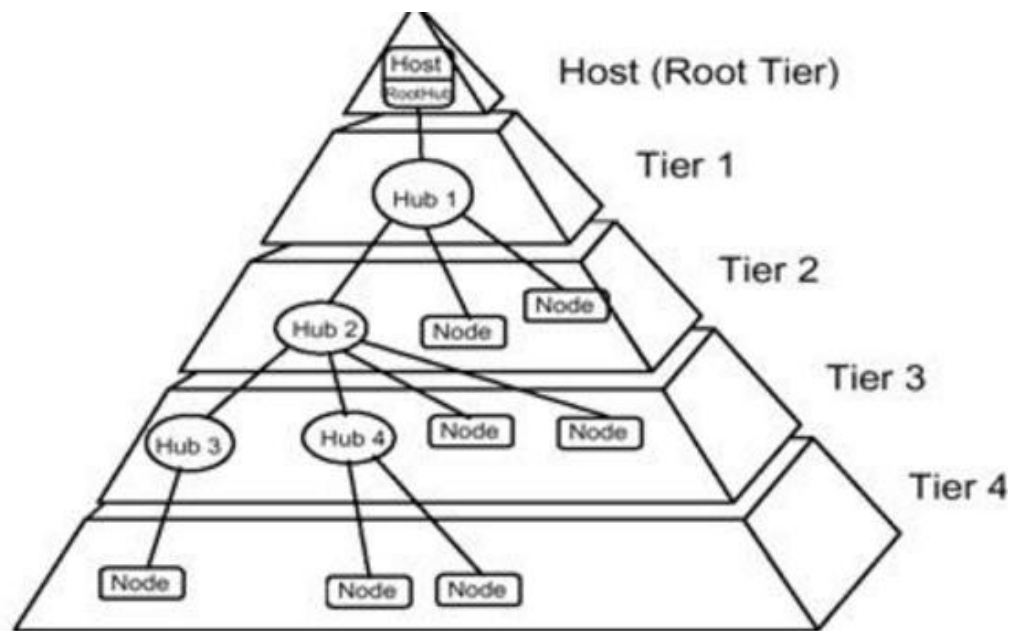 Host
RootHub
Host (Root Tier)
Tier 1
Hub 1
Tier 2
Node
Hub 2
Node
Tier 3
Node
Node
Hub 3
Hub 4
Tier 4
Node
Node
Node